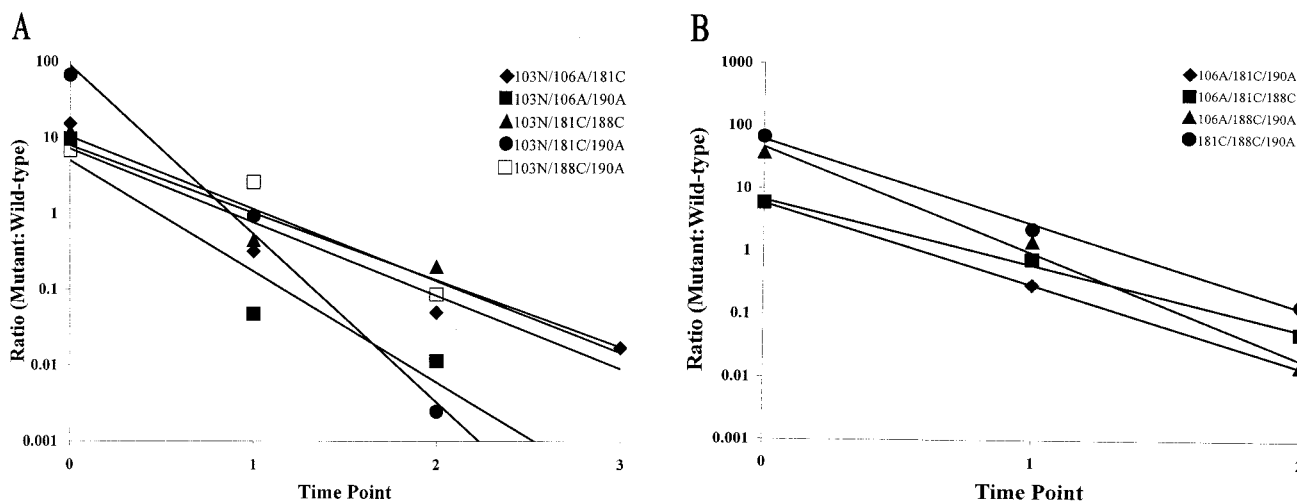 A
Ratio (Mutant:Wild-type)
100
10
1
0.1
0.01
0.001
0
1
2
3
Time Point
103N/106A/181C
103N/106A/190A
103N/181C/188C
103N/181C/190A
103N/188C/190A
B
Ratio (Mutant:Wild-type)
1000
100
10
1
0.1
0.01
0.001
0
1
2
Time Point
106A/181C/190A
106A/181C/188C
106A/188C/190A
181C/188C/190A